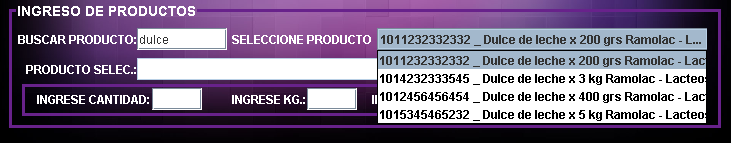 INGRESO DE PRODUCTOS
BUSCAR PRODUCTO: dulce SELECCIONE PRODUCTO 1011232332332 _ Dulce de leche x 200 grs Ramolac - L...
1011232332332 _ Dulce de leche x 200 grs Ramolac - Lact
PRODUCTO SELEC.:
1014232333545 _ Dulce de leche x 3 kg Ramolac - Lacteos
1012456456454 _ Dulce de leche x 400 grs Ramolac - Lact
INGRESE CANTIDAD: INGRESE KG.:
1015345465232 _ Dulce de leche x 5 kg Ramolac - Lacteos